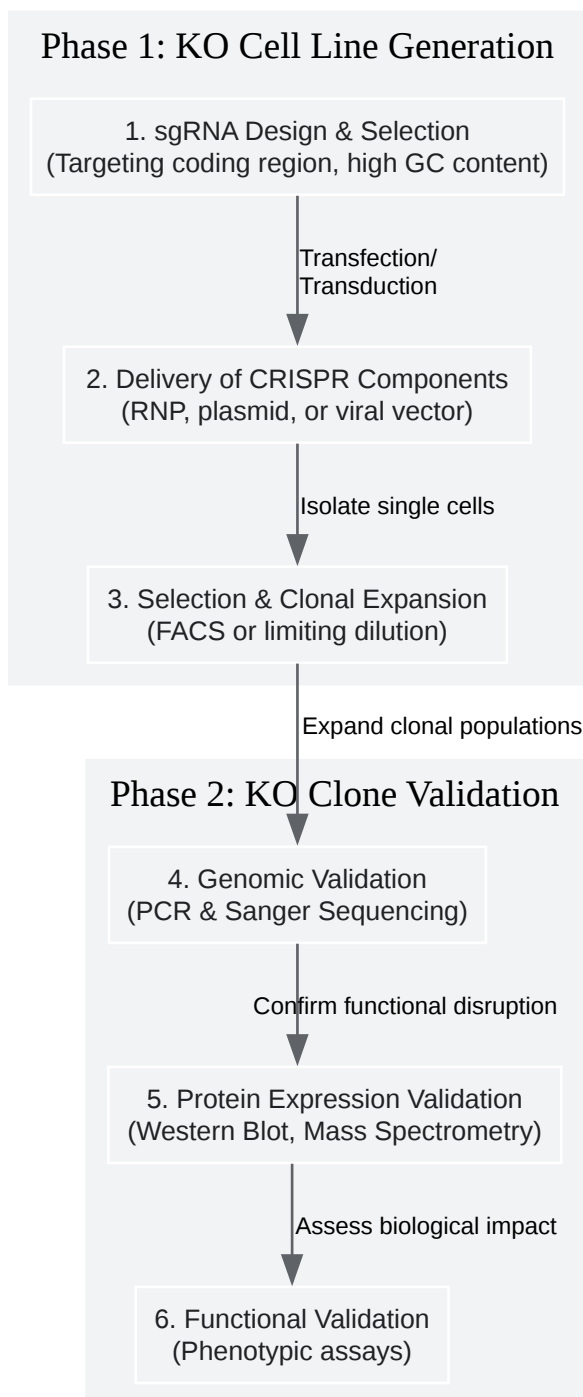 Phase 1: KO Cell Line Generation
1. sgRNA Design & Selection
(Targeting coding region, high GC content)
Transfection/
Transduction
2. Delivery of CRISPR Components
(RNP, plasmid, or viral vector)
Isolate single cells
3. Selection & Clonal Expansion
(FACS or limiting dilution)
Expand clonal populations
Phase 2: KO Clone Validation
4. Genomic Validation
(PCR & Sanger Sequencing)
Confirm functional disruption
5. Protein Expression Validation
(Western Blot, Mass Spectrometry)
Assess biological impact
6. Functional Validation
(Phenotypic assays)